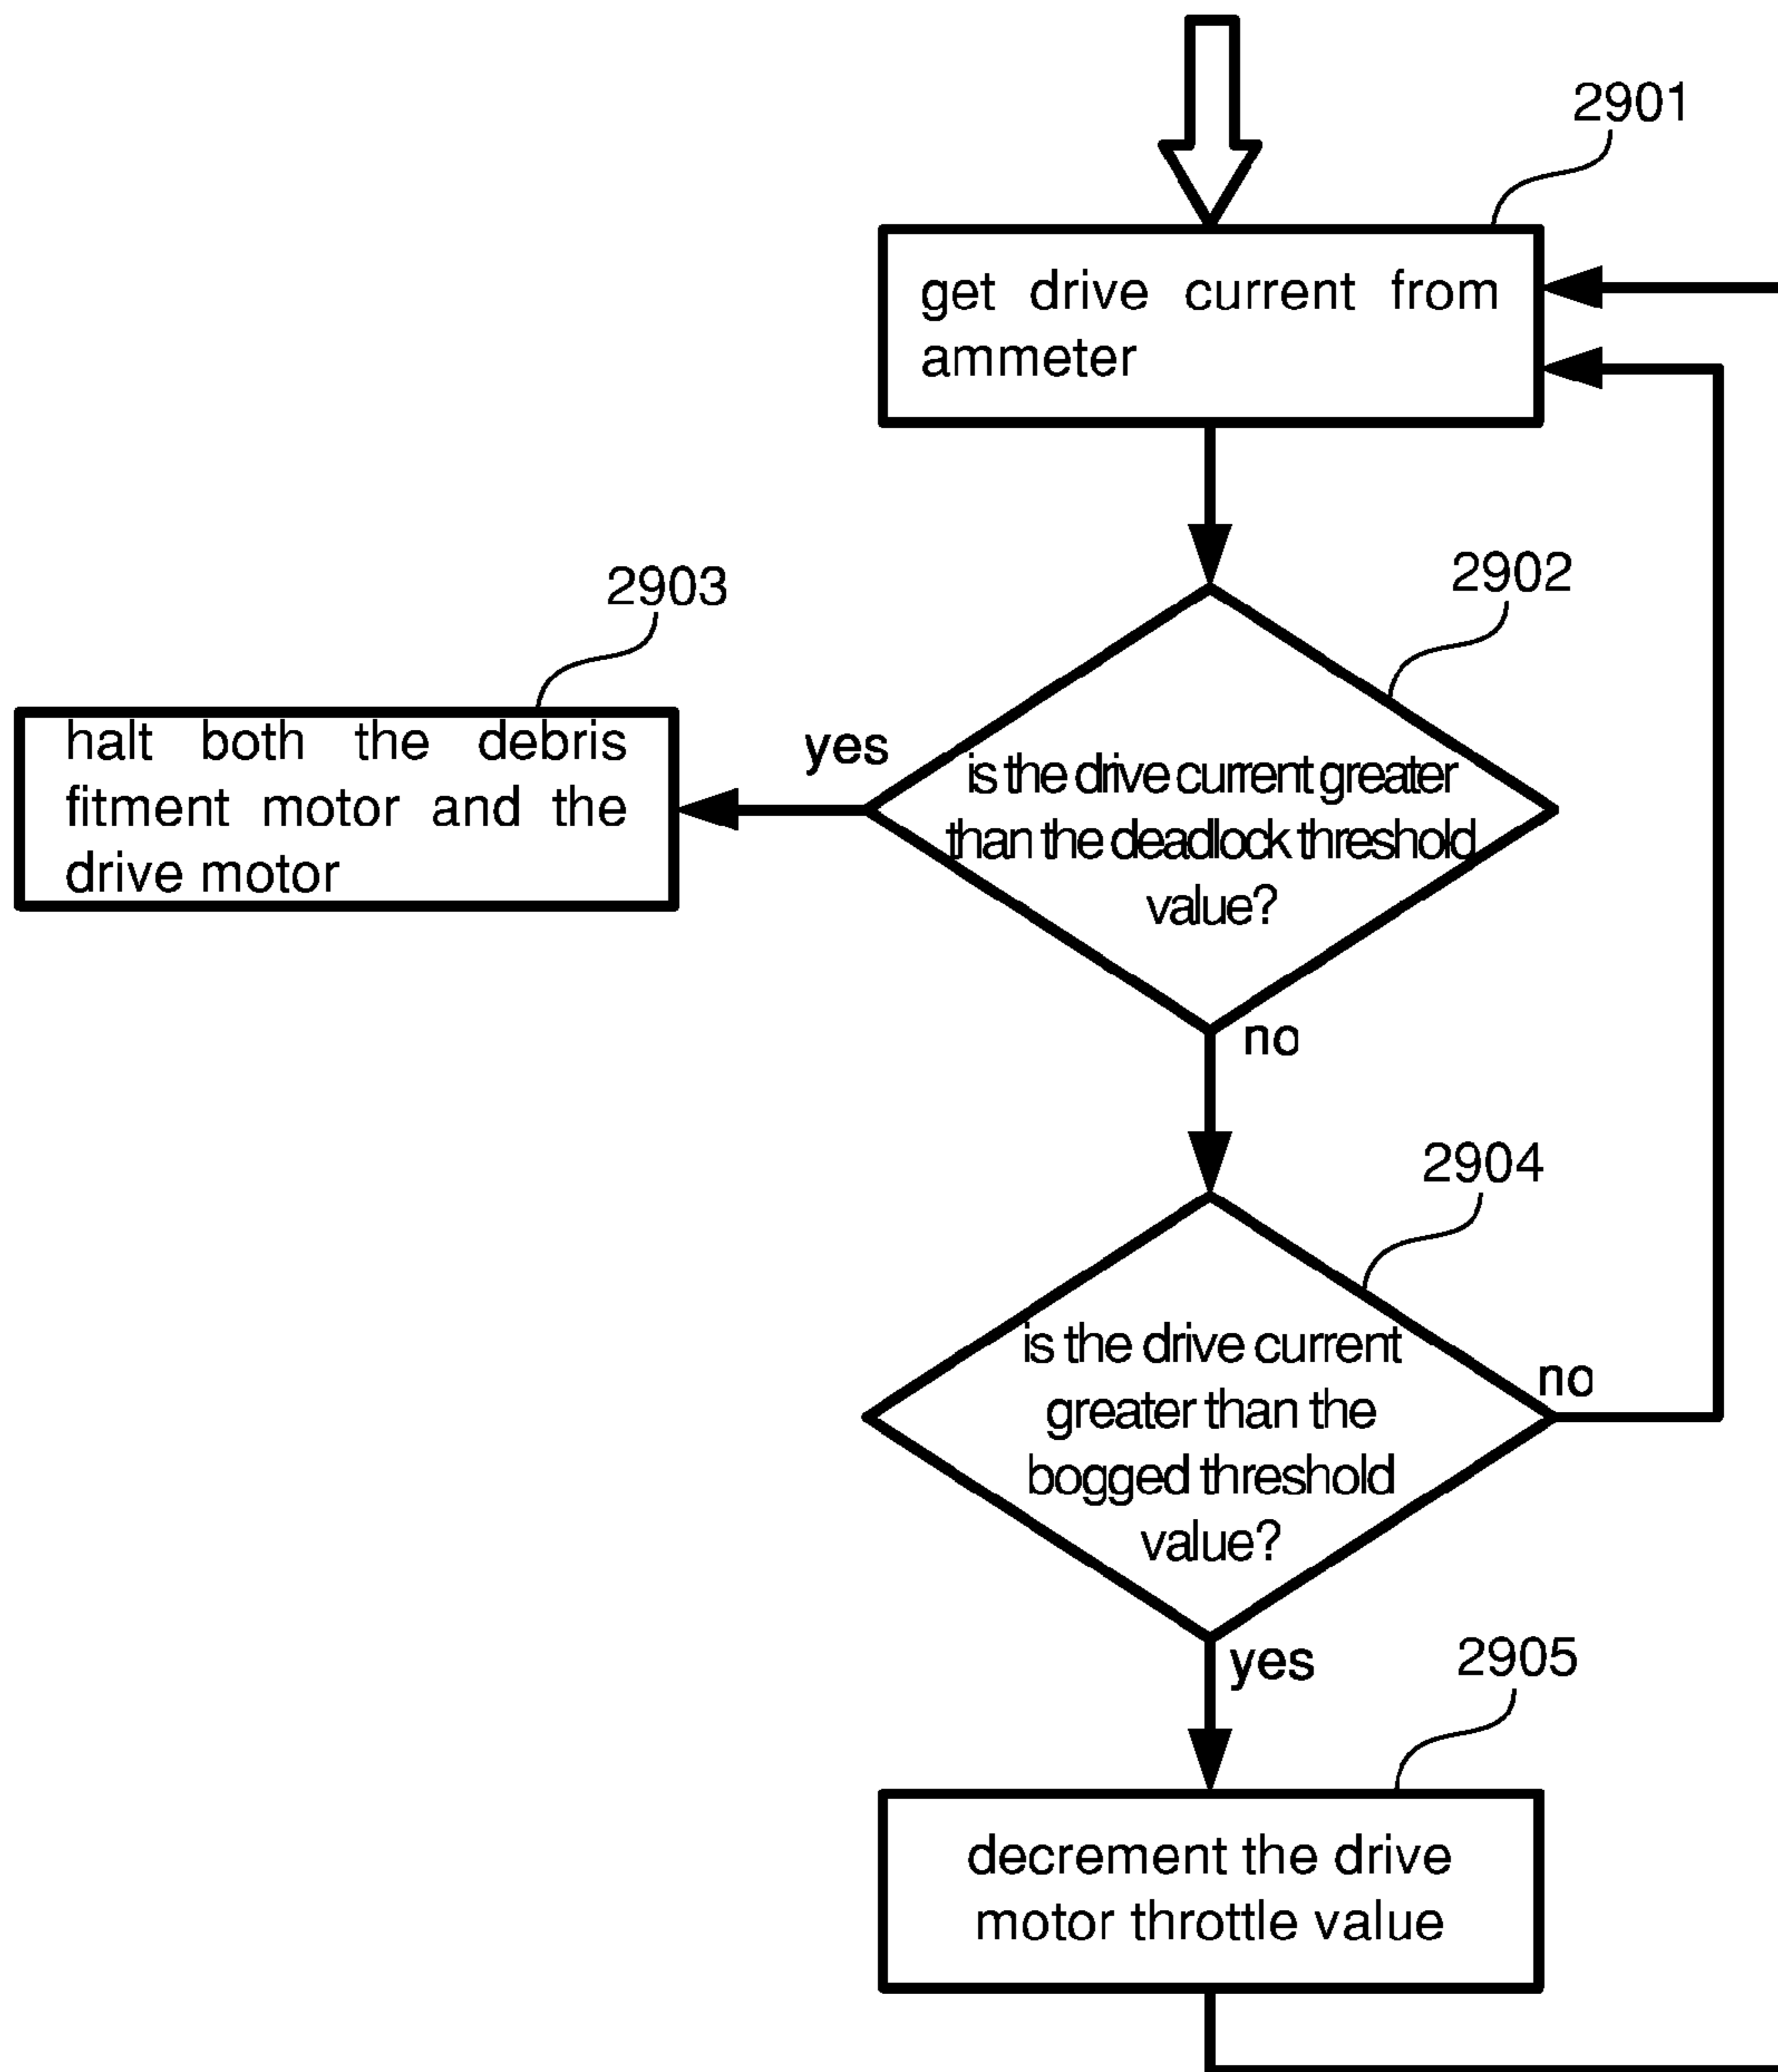 2901
get drive current from
ammeter
2902
2903
halt both the debris
fitment motor and the
drive motor
yes
is the drive current greater
than the deadlock threshold
value?
no
2904
is the drive current
greater than the
bogged threshold
value?
no
yes
2905
decrement the drive
motor throttle value